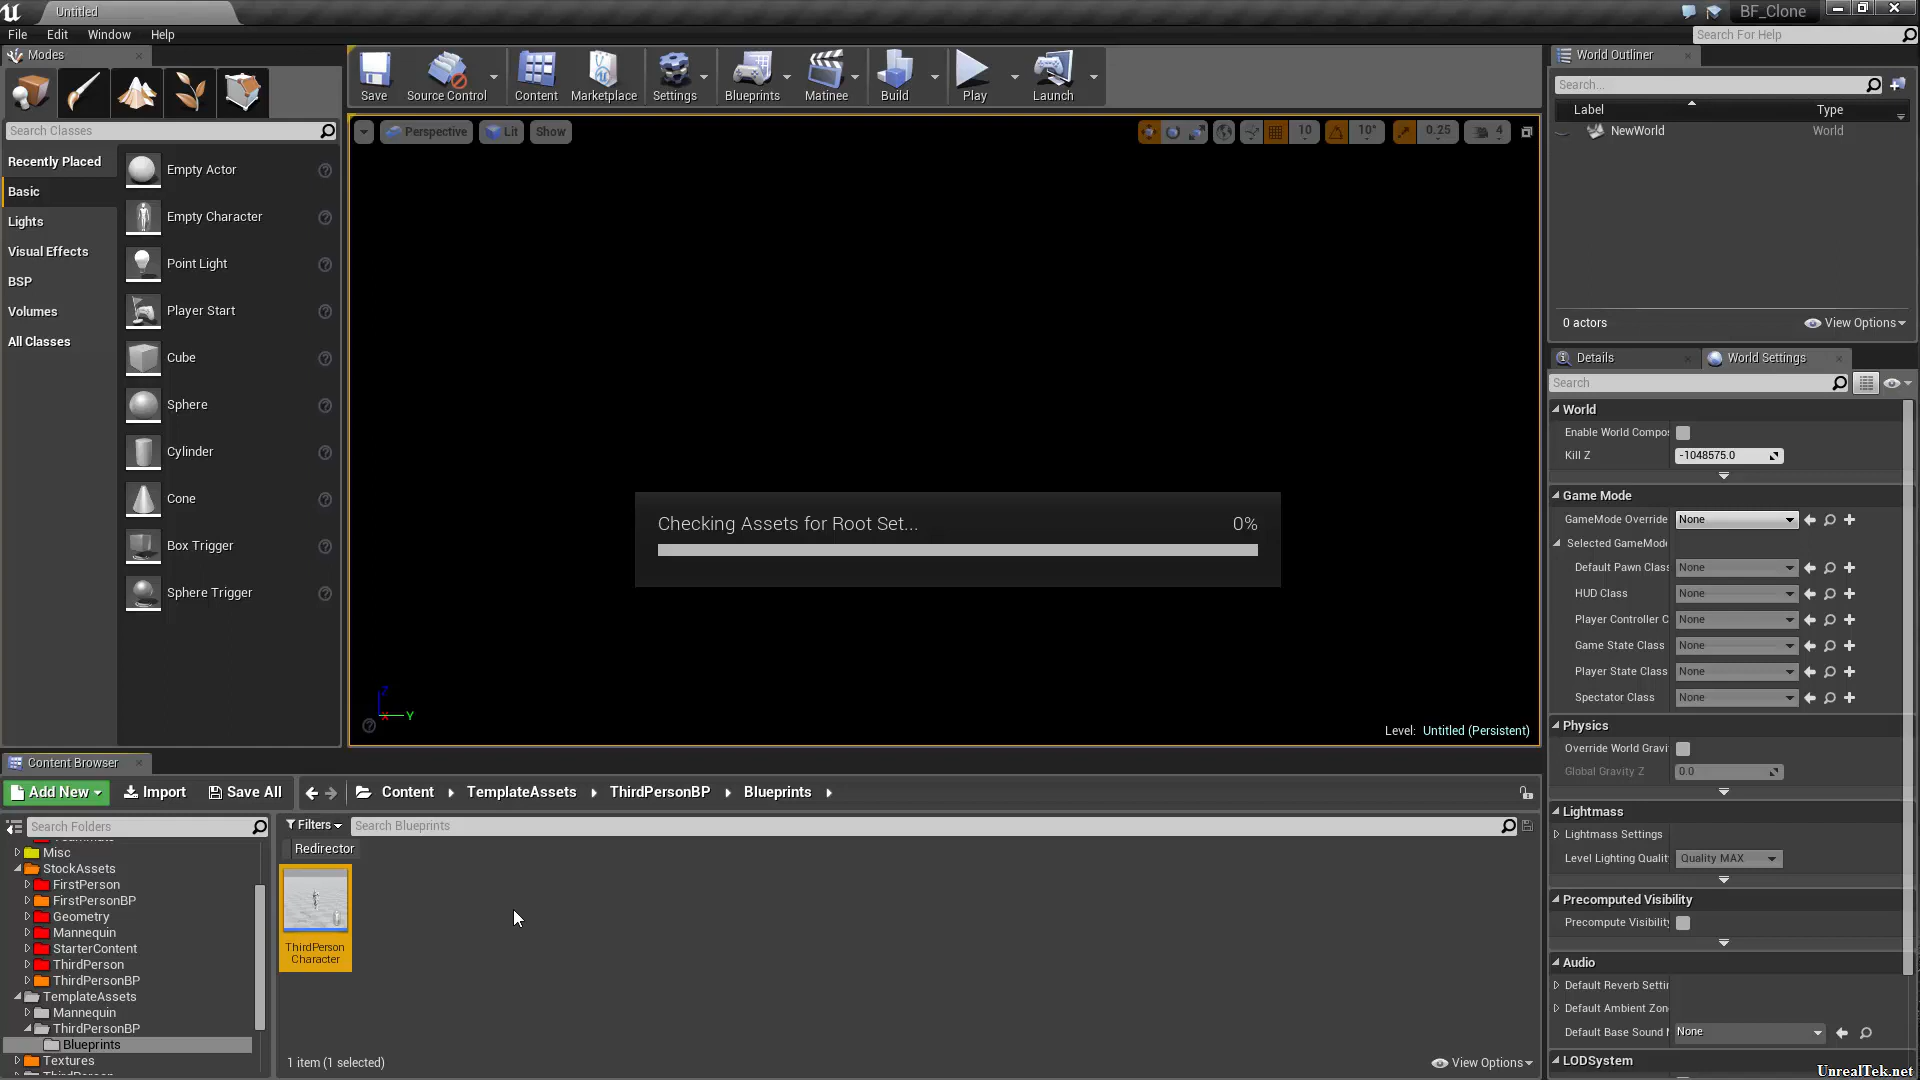 Untitled
BF_Clone
File Edit Window Help
Search For Help
Modes
Search Classes
Recently Placed
Basic
Lights
Visual Effects
BSP
Volumes
All Classes
Empty Actor
Empty Character
Point Light
Player Start
Cube
Sphere
Cylinder
Cone
Box Trigger
Sphere Trigger
Save Source Control Content Marketplace Settings Blueprints Matinee Build Play Launch
Perspective Lit Show
10 10° 0.25 4
Checking Assets for Root Set... 0%
Z
X Y
Level: Untitled (Persistent)
World Outliner
Search...
Label Type
NewWorld World
0 actors View Options
Details World Settings
Search
World
Enable World Compo
Kill Z -1048575.0
Game Mode
GameMode Override None
Selected GameMod
Default Pawn Class None
HUD Class None
Player Controller C None
Game State Class None
Player State Class None
Spectator Class None
Physics
Override World Gravi
Global Gravity Z 0.0
Lightmass
Lightmass Settings
Level Lighting Qualit Quality MAX
Precomputed Visibility
Precompute Visibility
Audio
Default Reverb Settin
Default Ambient Zon
Default Base Sound None
LODSystem
Content Browser
Add New Import Save All Content TemplateAssets ThirdPersonBP Blueprints
Search Folders
Misc
StockAssets
FirstPerson
FirstPersonBP
Geometry
Mannequin
StarterContent
ThirdPerson
ThirdPersonBP
TemplateAssets
Mannequin
ThirdPersonBP
Blueprints
Textures
Filters Search Blueprints
Redirector
ThirdPerson
Character
1 item (1 selected) View Options
UnrealTek.net